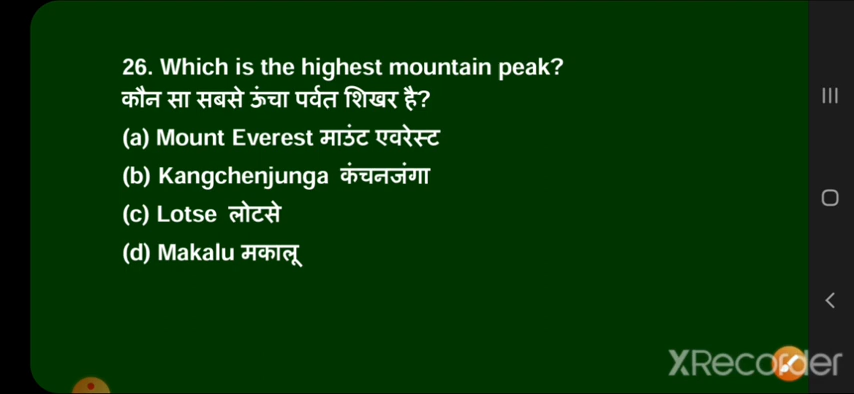 26. Which is the highest mountain peak?
कौन सा सबसे ऊंचा पर्वत शिखर है?
(a) Mount Everest माउंट एवरेस्ट
(b) Kangchenjunga कंचनजंगा
(c) Lotse लोटसे
(d) Makalu मकालू
XRecorder